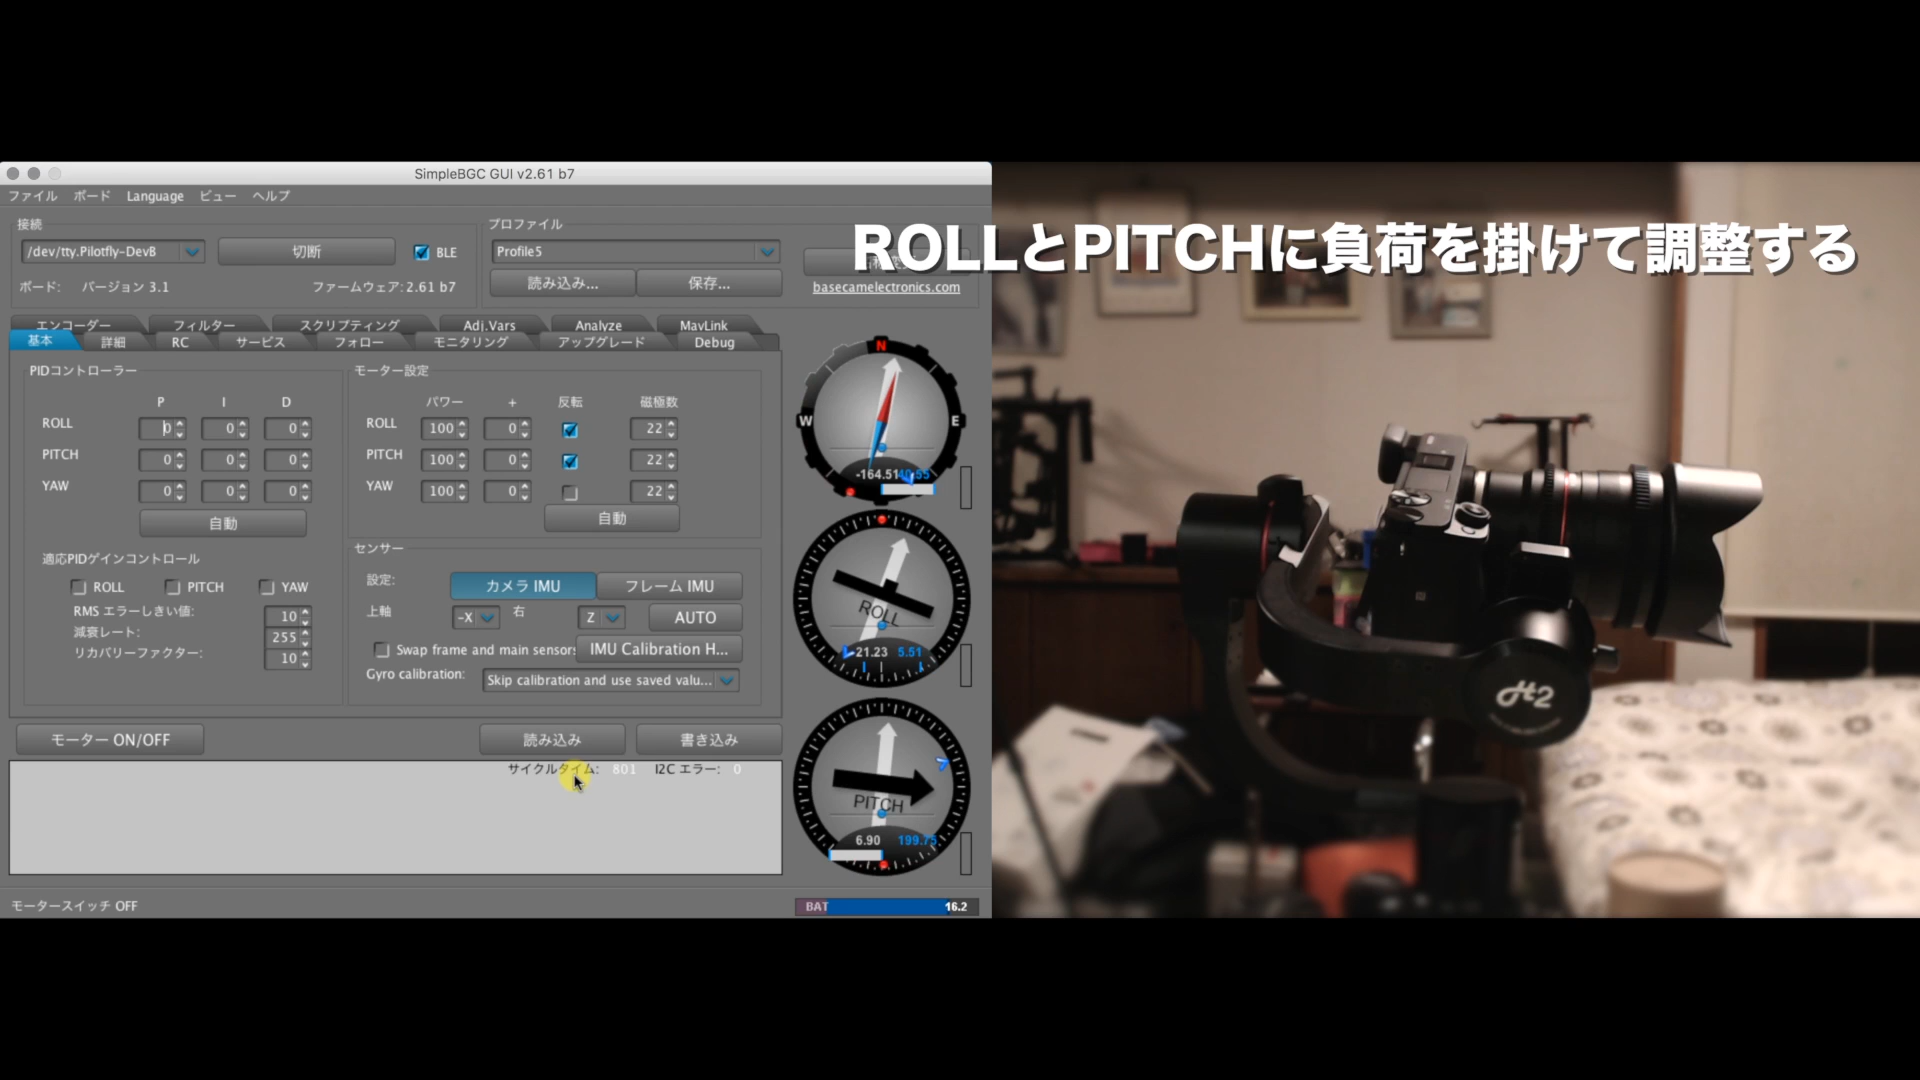 SimpleBGC GUI v2.61 b7
ファイル ボード Language ビュー ヘルプ
接続
プロファイル
/dev/tty.Pilotfly-DevB 切断 BLE
Profile5
ROLLとPITCHに負荷を掛けて調整する
ボード: バージョン 3.1 ファームウェア: 2.61 b7
読み込み... 保存...
basecamelectronics.com
エンコーダー フィルター スクリプティング Adj.Vars Analyze MavLink
基本 詳細 RC サービス フォロー モニタリング アップグレード Debug
PIDコントローラー
P I D
ROLL 0 0 0
PITCH 0 0 0
YAW 0 0 0
自動
適応PIDゲインコントロール
ROLL PITCH YAW
RMS エラーしきい値: 10
減衰レート: 255
リカバリーファクター: 10
モーター設定
パワー + 反転 磁極数
ROLL 100 0 22
PITCH 100 0 22
YAW 100 0 22
自動
センサー
設定: カメラ IMU フレーム IMU
上軸 -X 右 Z AUTO
Swap frame and main sensors IMU Calibration H...
Gyro calibration: Skip calibration and use saved valu...
モーター ON/OFF 読み込み 書き込み
サイクルタイム: 801 I2C エラー: 0
モータースイッチ OFF
N
W E
-164.51
ROLL
-21.23 5.51
PITCH
6.90 199.75
BAT 16.2
H2